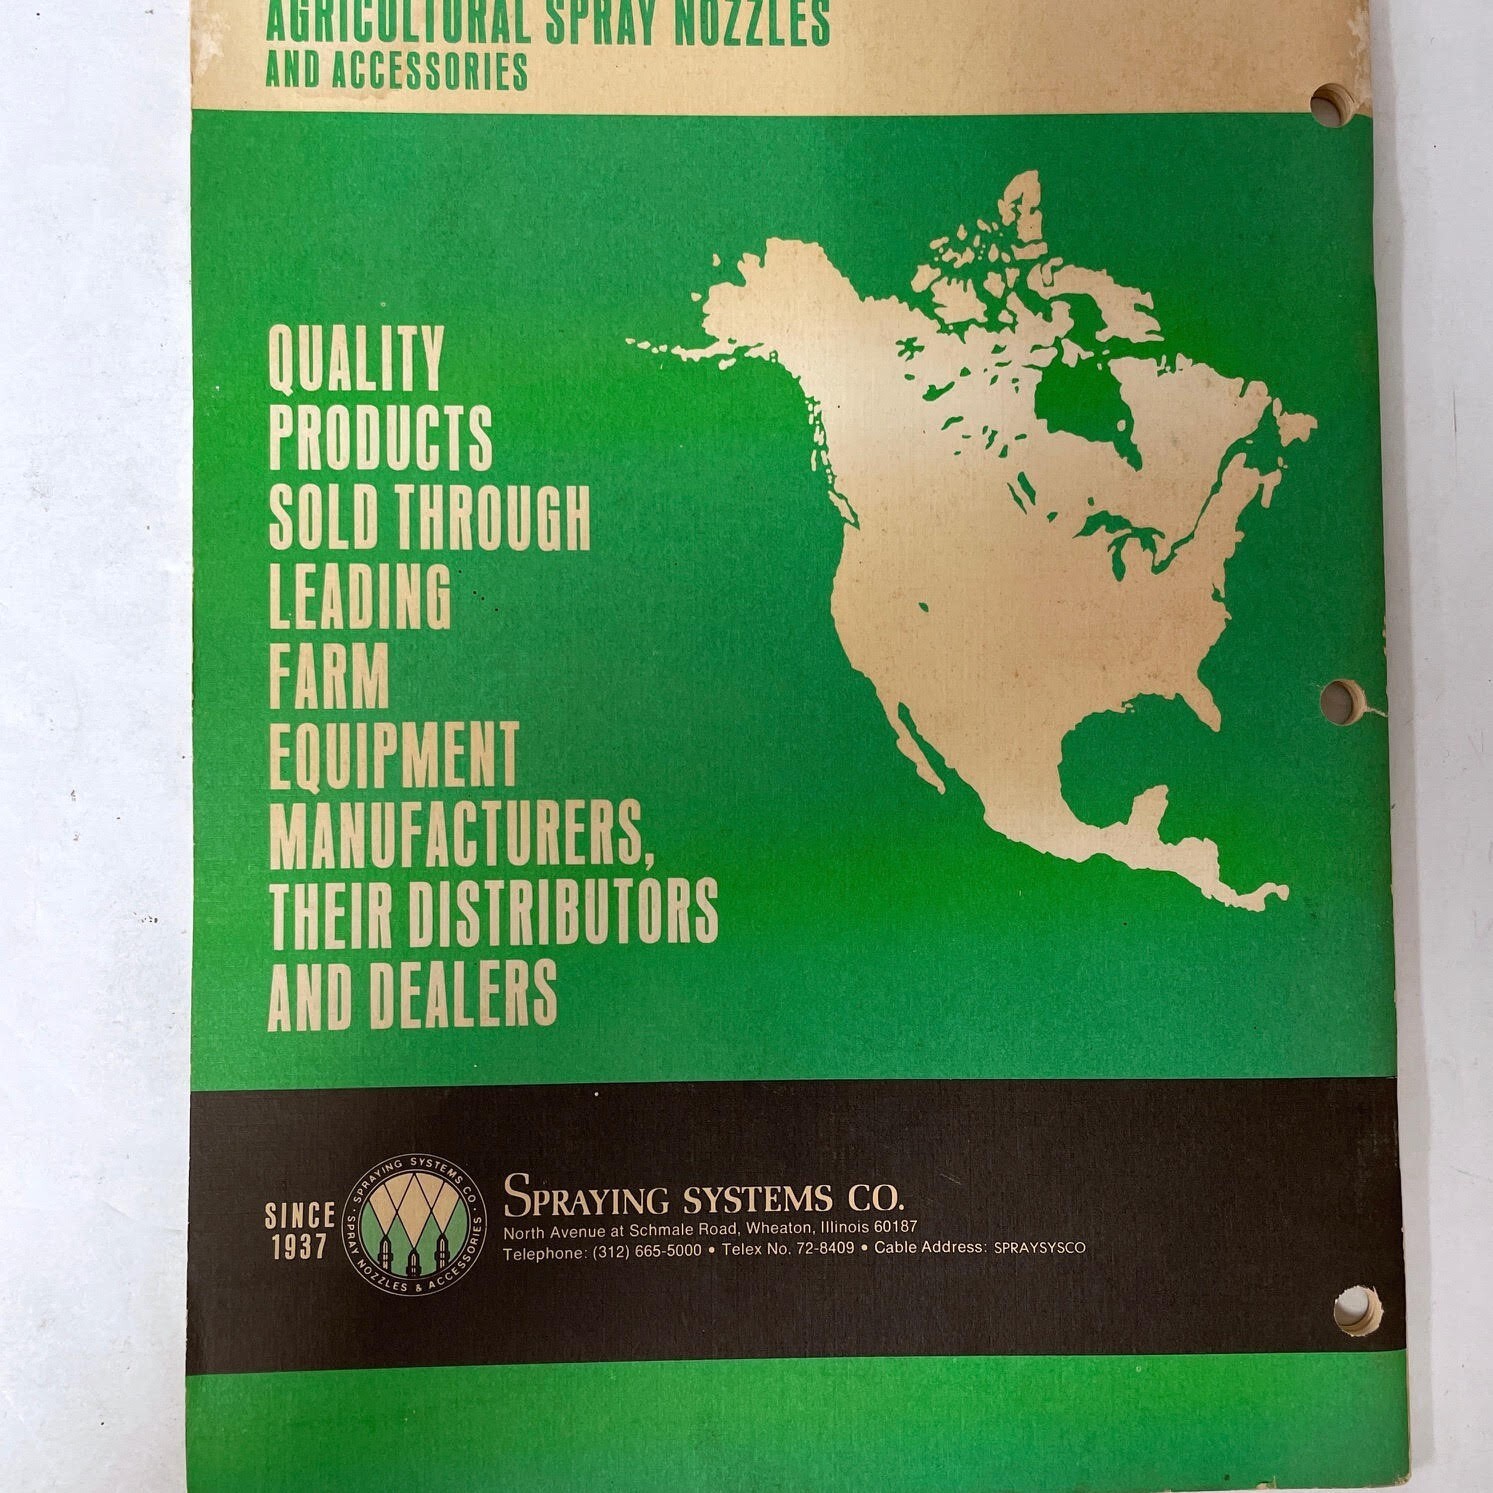 AGRICULTURAL SPRAY NOZZLES
AND ACCESSORIES
QUALITY
PRODUCTS
SOLD THROUGH
LEADING
FARM
EQUIPMENT
MANUFACTURERS,
THEIR DISTRIBUTORS
AND DEALERS
SINCE
1937
· SPRAYING SYSTEMS CO. ·
SPRAY NOZZLES & ACCESSORIES
SPRAYING SYSTEMS CO.
North Avenue at Schmale Road, Wheaton, Illinois 60187
Telephone: (312) 665-5000 • Telex No. 72-8409 • Cable Address: SPRAYSYSCO